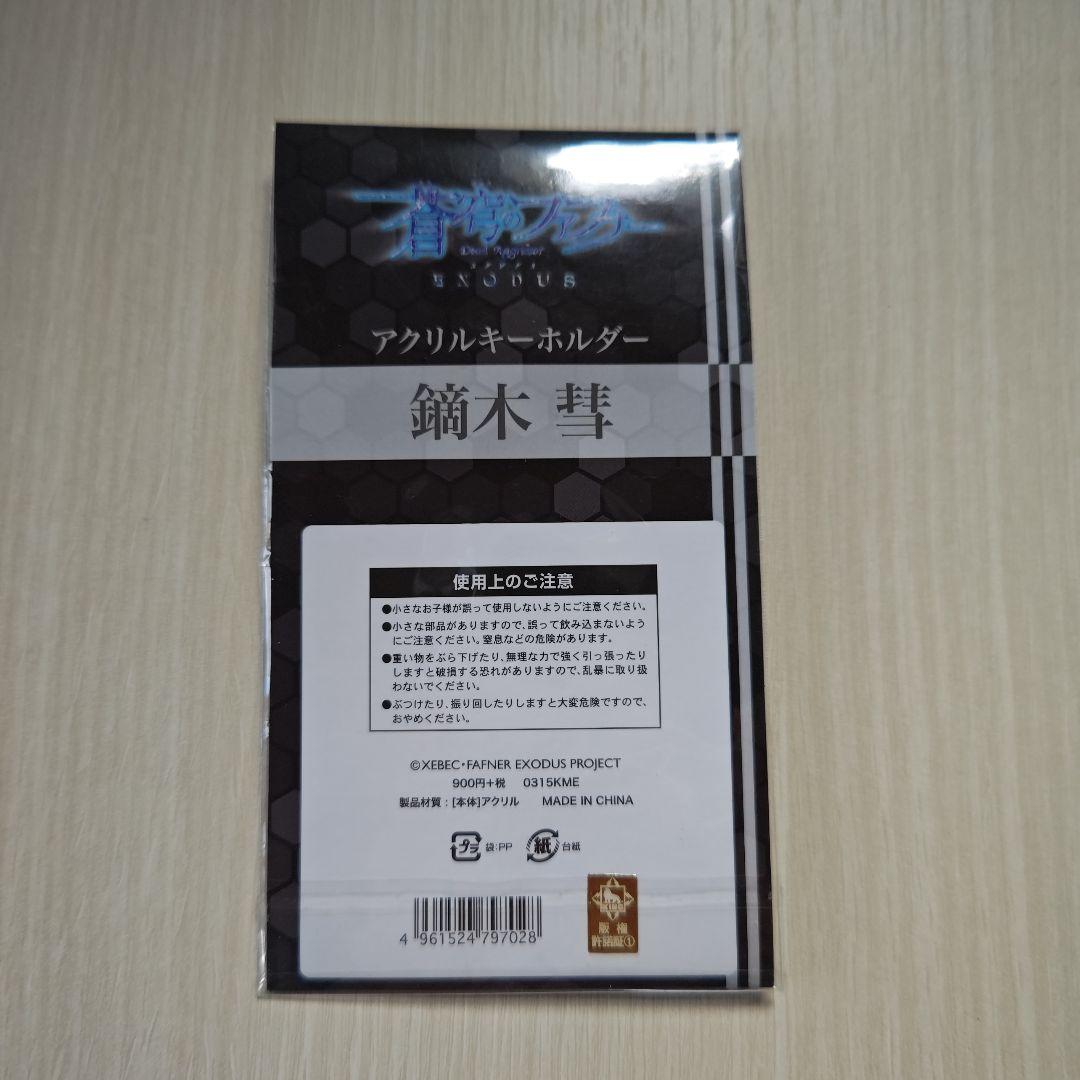 蒼穹のファフナー
Dead Aggressor
エグゾダス
EXODUS
アクリルキーホルダー
鏑木 彗
使用上のご注意
●小さなお子様が誤って使用しないようにご注意ください。
●小さな部品がありますので、誤って飲み込まないよう
にご注意ください。窒息などの危険があります。
●重い物をぶら下げたり、無理な力で強く引っ張ったり
しますと破損する恐れがありますので、乱暴に取り扱
わないでください。
●ぶつけたり、振り回したりしますと大変危険ですので、
おやめください。
©XEBEC・FAFNER EXODUS PROJECT
900円+税 0315KME
製品材質:[本体]アクリル MADE IN CHINA
プラ 袋:PP 紙 台紙
4 961524 797028
版権
許諾証①